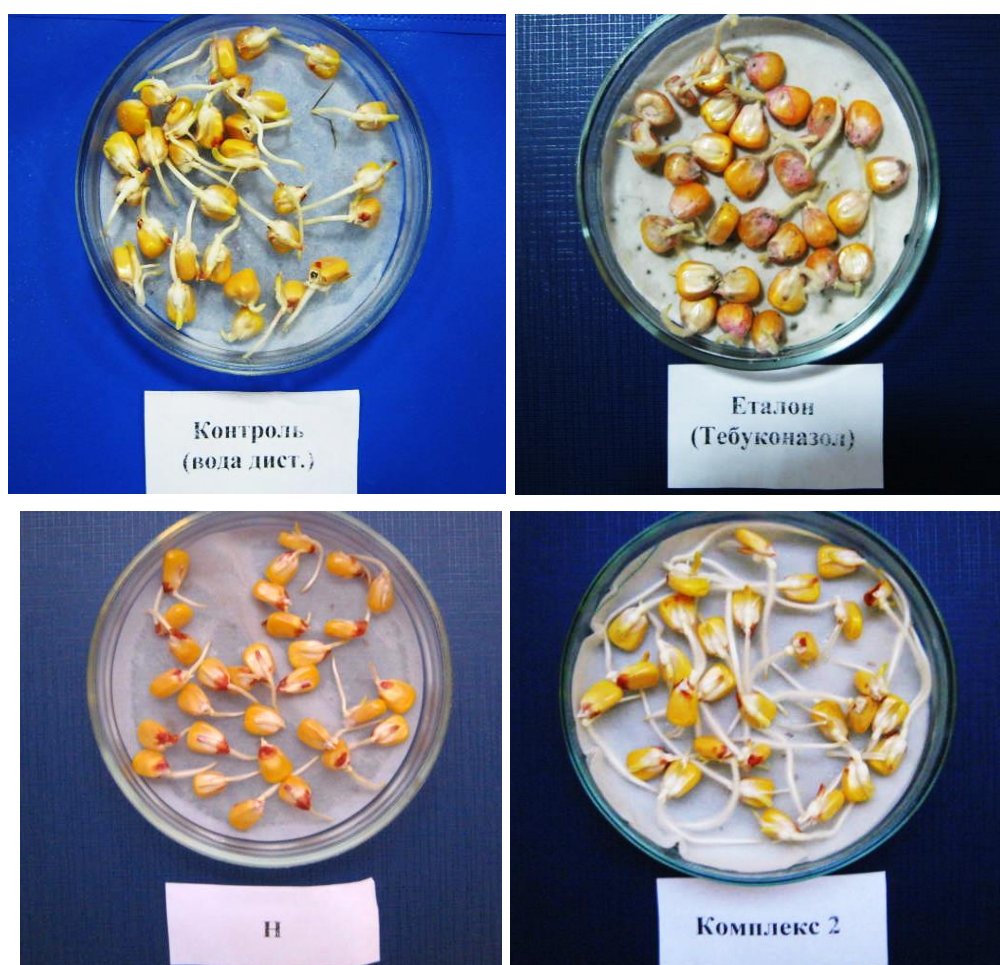 Контроль
(вода дист.)
Еталон
(Тебуконазол)
Н
Комплекс 2